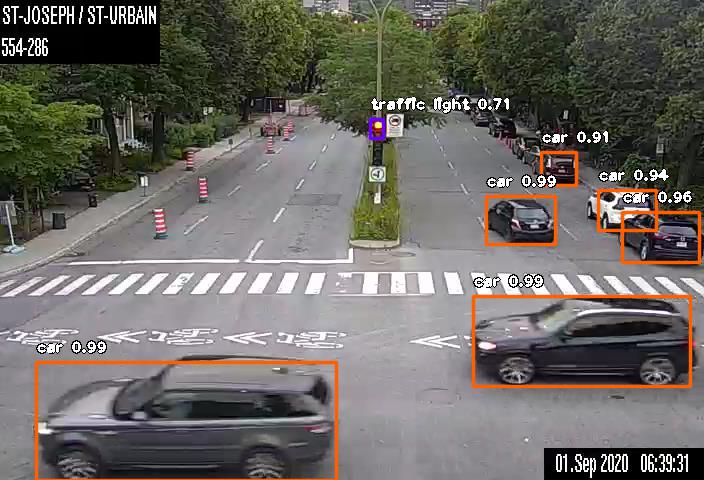 ST-JOSEPH / ST-URBAIN
554-286
traffic light 0.71
car 0.91
car 0.94
car 0.99
car 0.96
car 0.99
car 0.99
01.Sep 2020 06:39:31